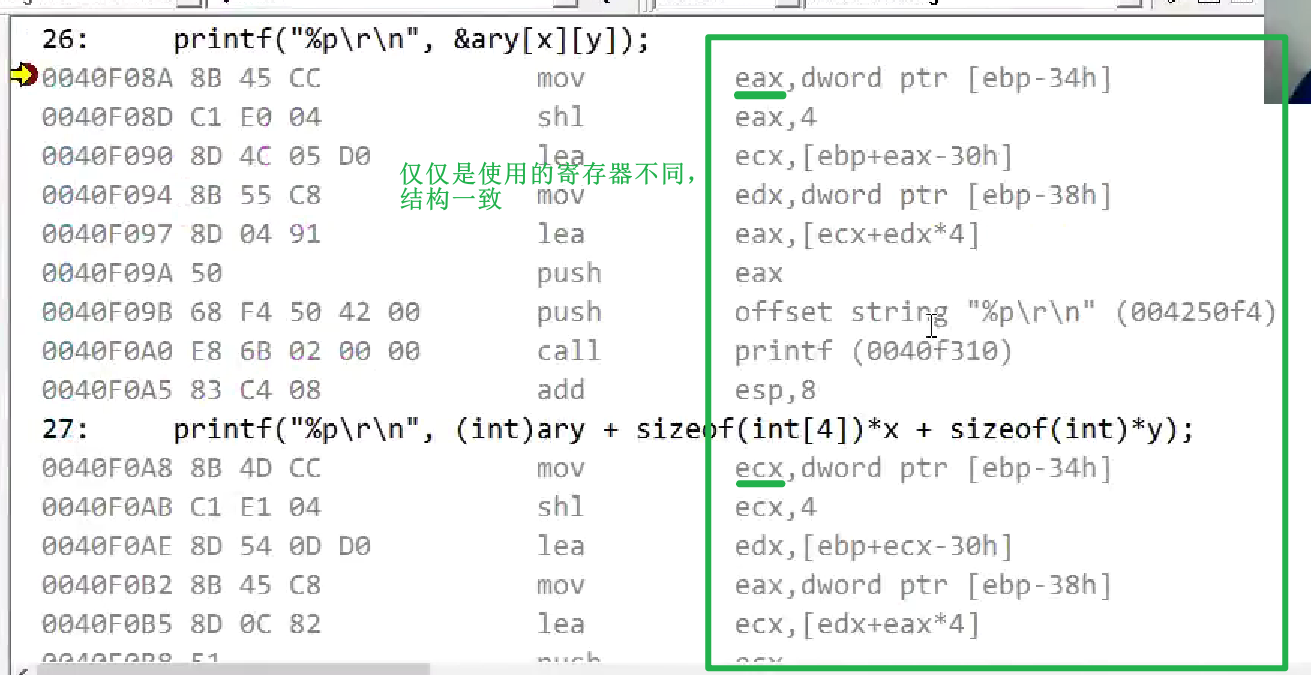 26: printf("%p\r\n", &ary[x][y]);
0040F08A 8B 45 CC mov eax,dword ptr [ebp-34h]
0040F08D C1 E0 04 shl eax,4
0040F090 8D 4C 05 D0 lea ecx,[ebp+eax-30h]
仅仅是使用的寄存器不同，
结构一致
0040F094 8B 55 C8 mov edx,dword ptr [ebp-38h]
0040F097 8D 04 91 lea eax,[ecx+edx*4]
0040F09A 50 push eax
0040F09B 68 F4 50 42 00 push offset string "%p\r\n" (004250f4)
0040F0A0 E8 6B 02 00 00 call printf (0040f310)
0040F0A5 83 C4 08 add esp,8
27: printf("%p\r\n", (int)ary + sizeof(int[4])*x + sizeof(int)*y);
0040F0A8 8B 4D CC mov ecx,dword ptr [ebp-34h]
0040F0AB C1 E1 04 shl ecx,4
0040F0AE 8D 54 0D D0 lea edx,[ebp+ecx-30h]
0040F0B2 8B 45 C8 mov eax,dword ptr [ebp-38h]
0040F0B5 8D 0C 82 lea ecx,[edx+eax*4]
0040F0B8 51 push ecx